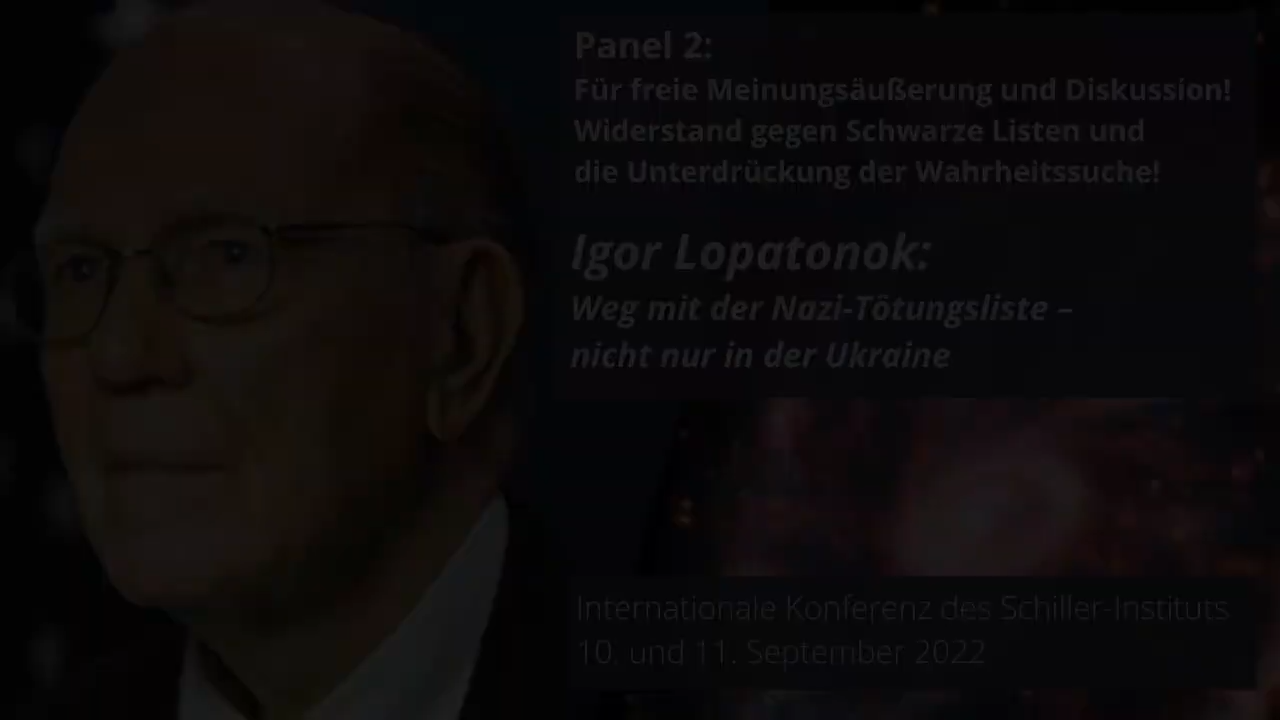 Panel 2:
Für freie Meinungsäußerung und Diskussion!
Widerstand gegen Schwarze Listen und
die Unterdrückung der Wahrheitssuche!
Igor Lopatonok:
Weg mit der Nazi-Tötungsliste –
nicht nur in der Ukraine
Internationale Konferenz des Schiller-Instituts
10. und 11. September 2022